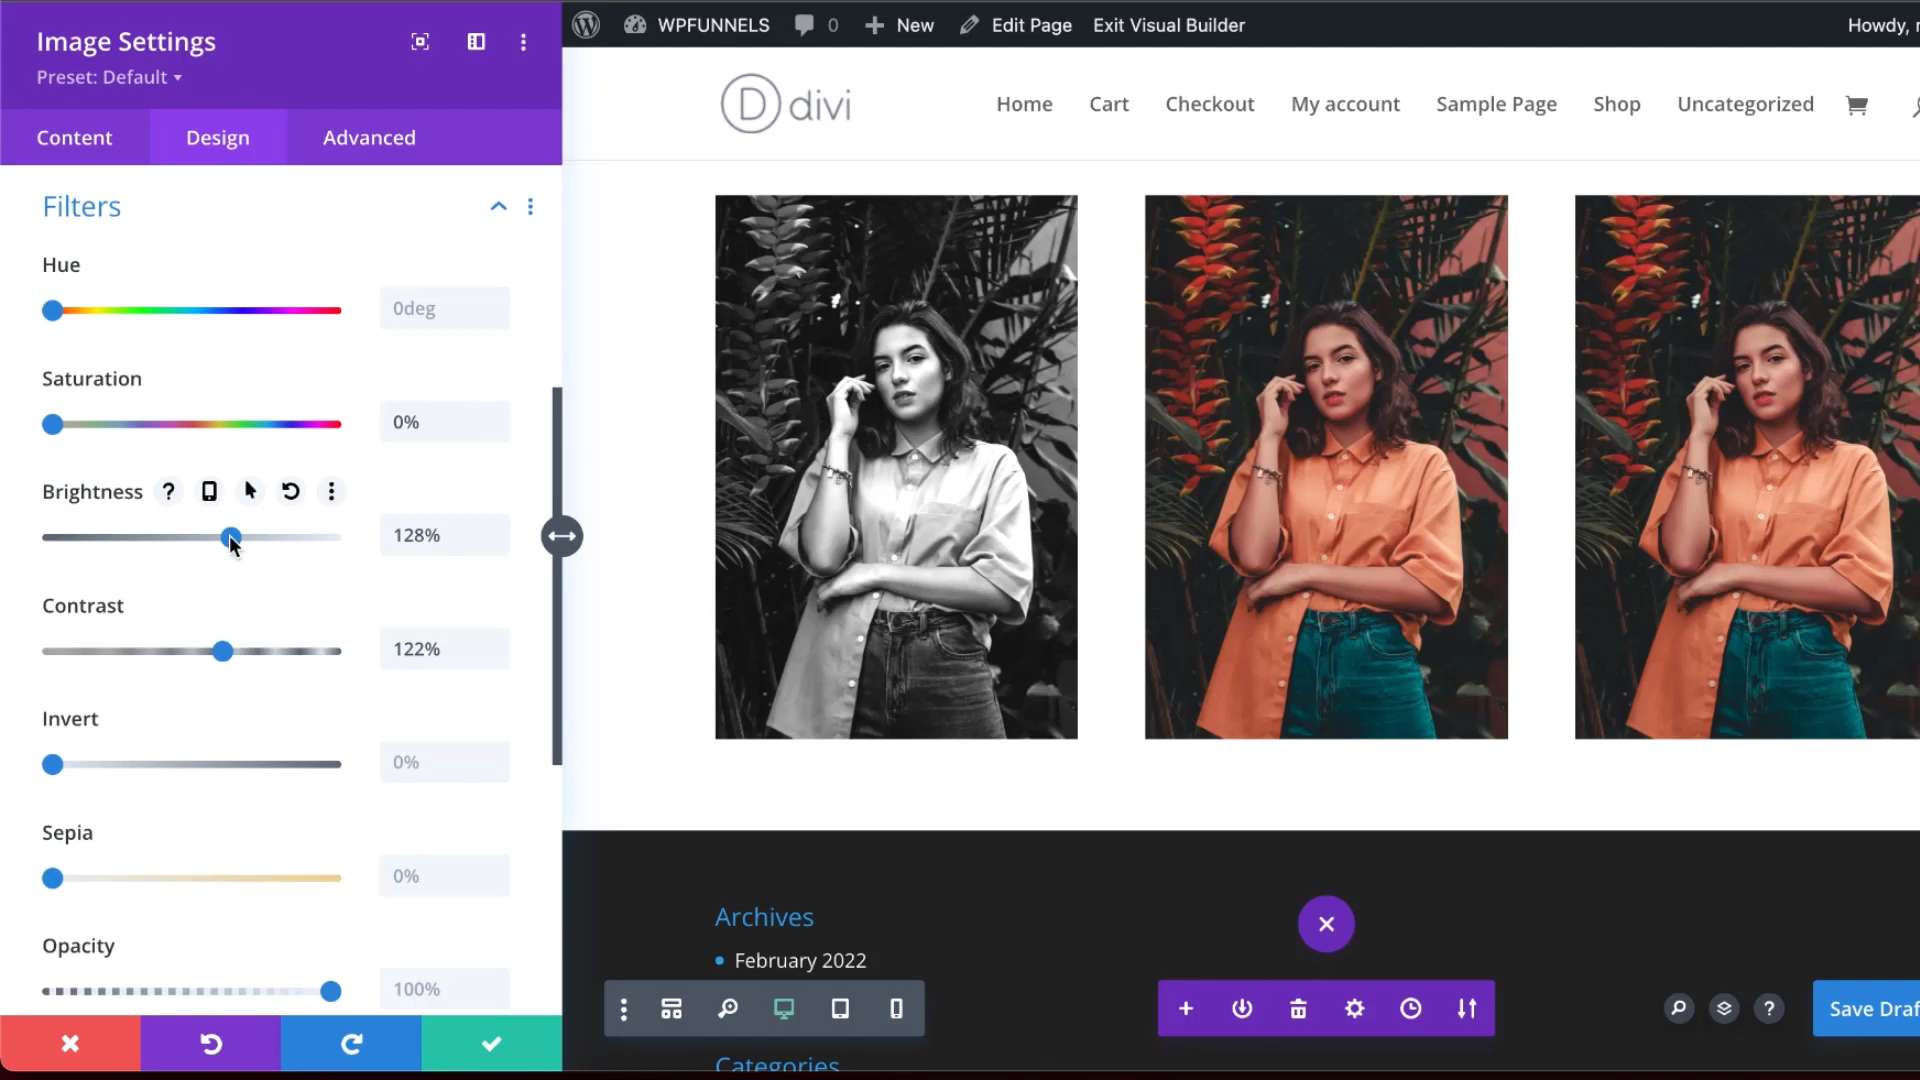 Image Settings
Preset: Default
Content
Design
Advanced
Filters
Hue
0deg
Saturation
0%
Brightness
128%
Contrast
122%
Invert
0%
Sepia
0%
Opacity
100%
WPFUNNELS
0
New
Edit Page
Exit Visual Builder
Howdy,
D divi
Home
Cart
Checkout
My account
Sample Page
Shop
Uncategorized
Archives
February 2022
Categories
Save Draf